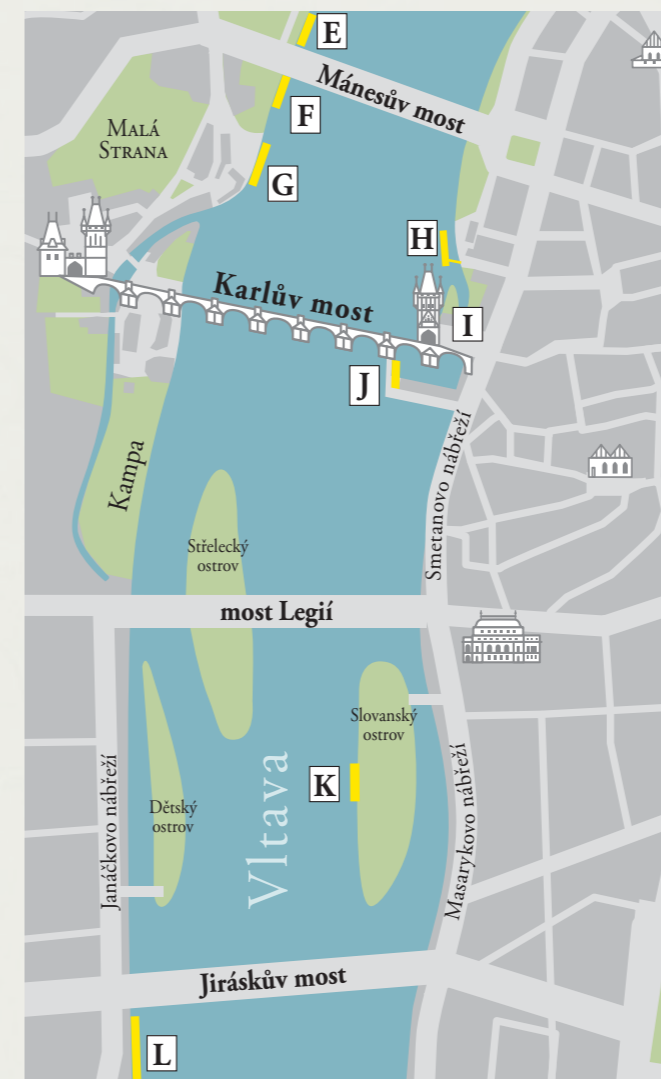 E
Mánesův most
F
Malá
Strana
G
H
Karlův most
I
J
Smetanovo nábřeží
Kampa
Střelecký
ostrov
most Legií
Slovanský
ostrov
Vltava
K
Janáčkovo nábřeží
Dětský
ostrov
Masarykovo nábřeží
Jiráskův most
L